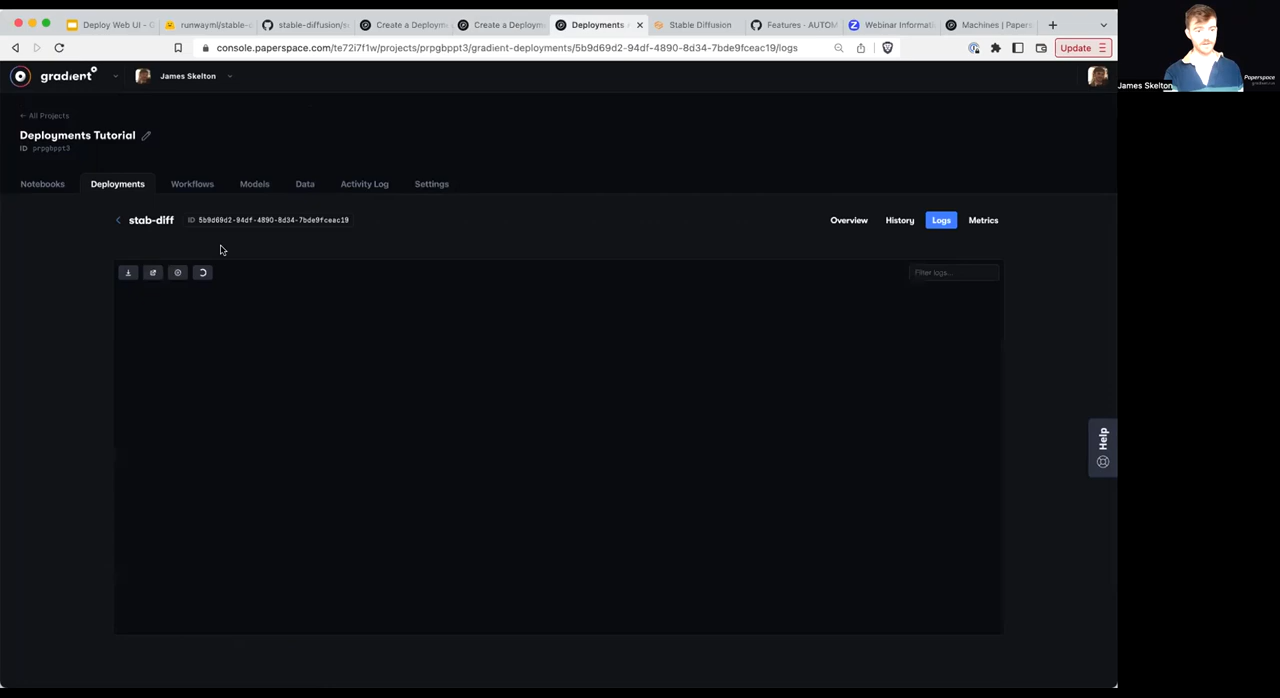 Deploy Web UI - G
runwayml/stable-d
stable-diffusion/s
Create a Deploym
Create a Deploym
Deployments
Stable Diffusion
Features - AUTOM
Webinar Informati
Machines | Papers
console.paperspace.com/te72i7f1w/projects/prpgbppt3/gradient-deployments/5b9d69d2-94df-4890-8d34-7bde9fceac19/logs
Update
gradient
James Skelton
All Projects
Deployments Tutorial
ID prpgbppt3
Notebooks
Deployments
Workflows
Models
Data
Activity Log
Settings
stab-diff
ID 5b9d69d2-94df-4890-8d34-7bde9fceac19
Overview
History
Logs
Metrics
Filter logs...
Help
Paperspace
James Skelton